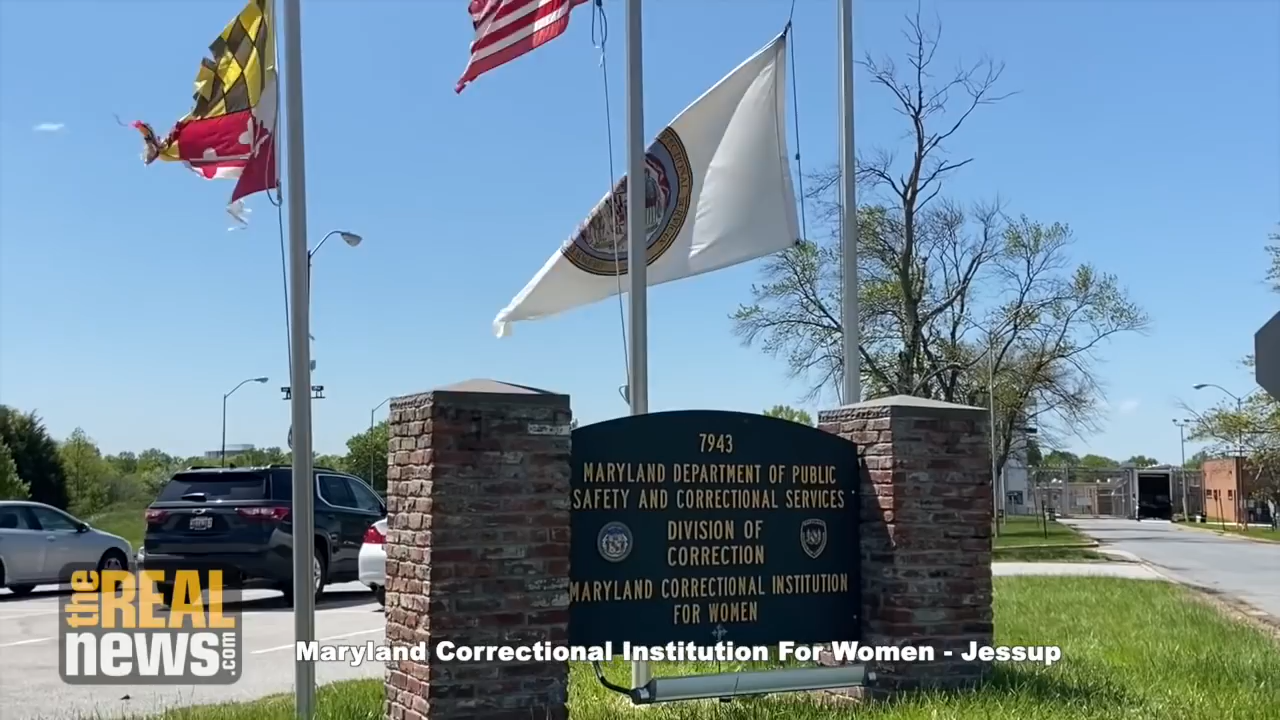 7943
MARYLAND DEPARTMENT OF PUBLIC
SAFETY AND CORRECTIONAL SERVICES
DIVISION OF
CORRECTION
MARYLAND CORRECTIONAL INSTITUTION
FOR WOMEN
Maryland Correctional Institution For Women - Jessup
the REAL
news.com